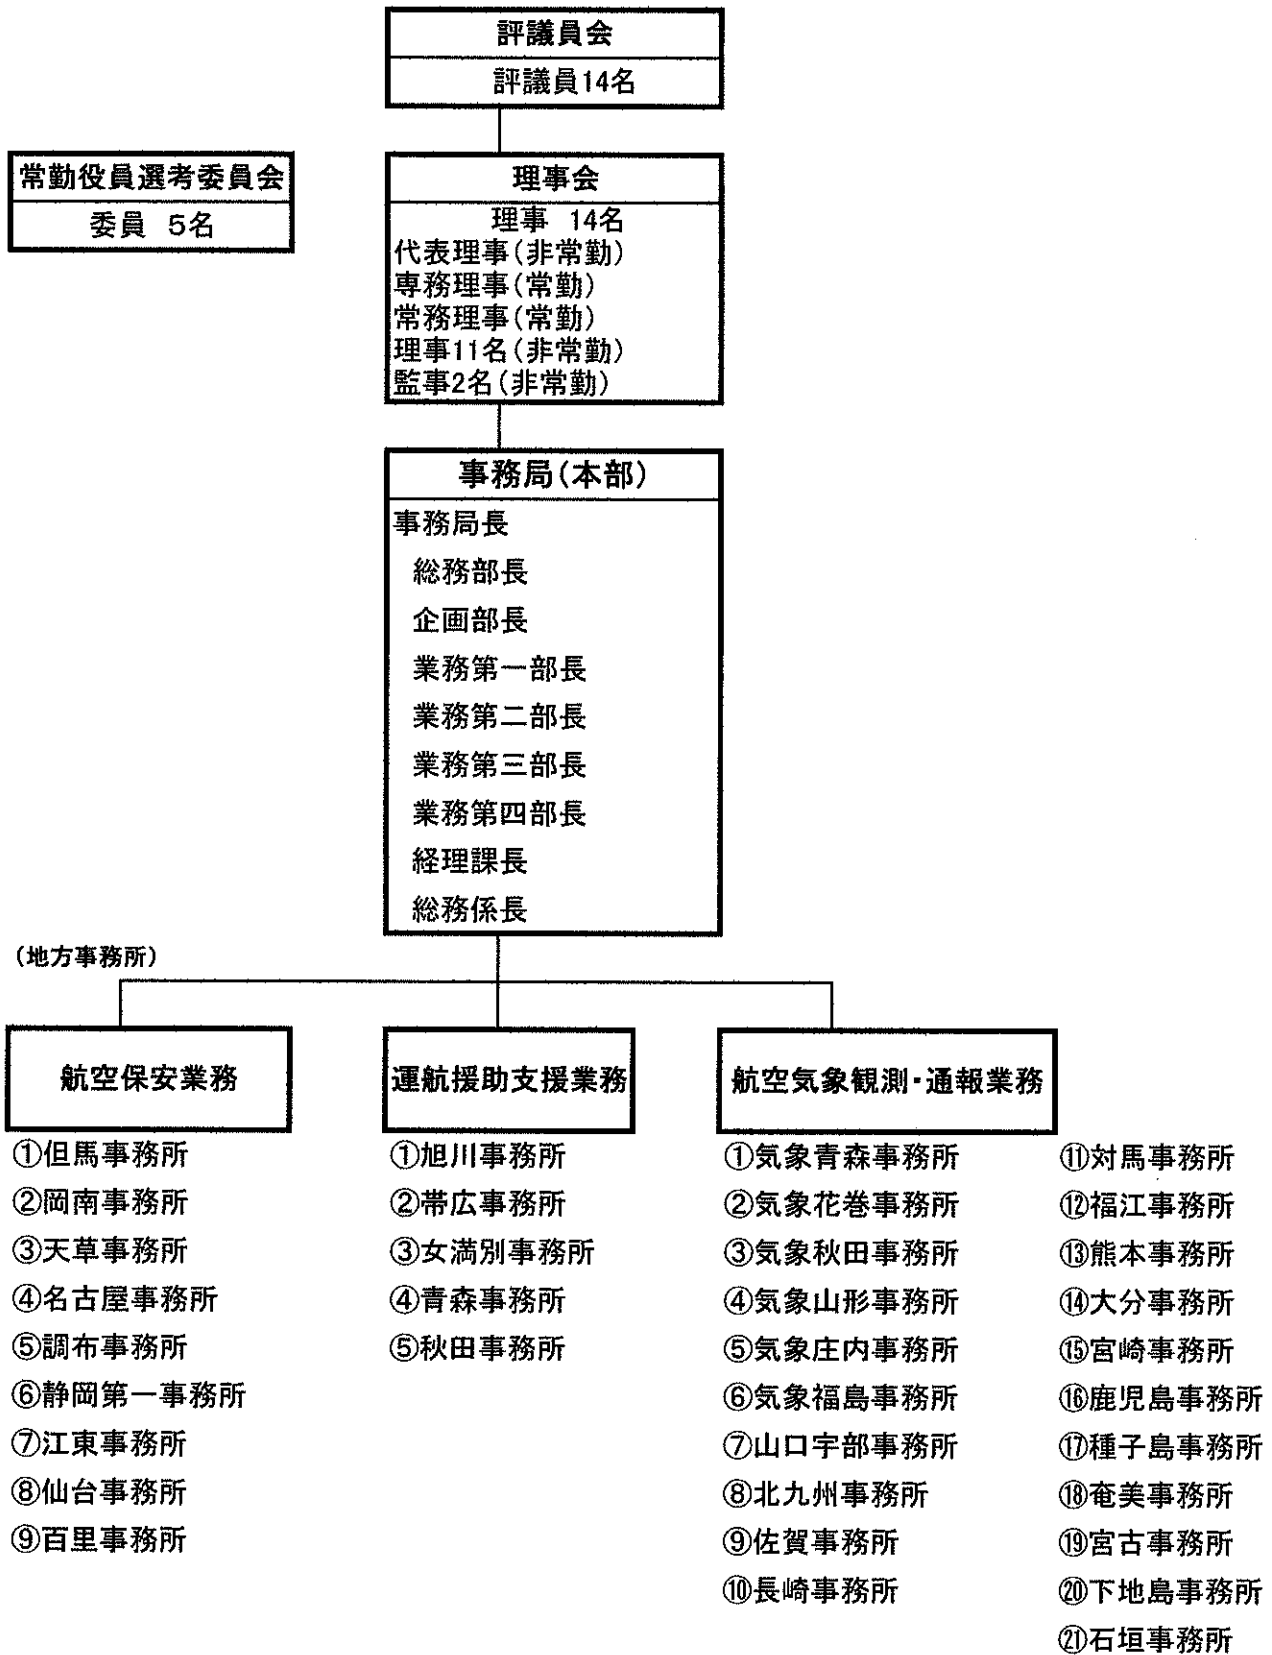 評議員会
評議員14名
常勤役員選考委員会
委員 5名
理事会
理事 14名
代表理事(非常勤)
専務理事(常勤)
常務理事(常勤)
理事11名(非常勤)
監事2名(非常勤)
事務局(本部)
事務局長
総務部長
企画部長
業務第一部長
業務第二部長
業務第三部長
業務第四部長
経理課長
総務係長
(地方事務所)
航空保安業務
①但馬事務所
②岡南事務所
③天草事務所
④名古屋事務所
⑤調布事務所
⑥静岡第一事務所
⑦江東事務所
⑧仙台事務所
⑨百里事務所
運航援助支援業務
①旭川事務所
②帯広事務所
③女満別事務所
④青森事務所
⑤秋田事務所
航空気象観測・通報業務
①気象青森事務所
②気象花巻事務所
③気象秋田事務所
④気象山形事務所
⑤気象庄内事務所
⑥気象福島事務所
⑦山口宇部事務所
⑧北九州事務所
⑨佐賀事務所
⑩長崎事務所
⑪対馬事務所
⑫福江事務所
⑬熊本事務所
⑭大分事務所
⑮宮崎事務所
⑯鹿児島事務所
⑰種子島事務所
⑱奄美事務所
⑲宮古事務所
⑳下地島事務所
㉑石垣事務所